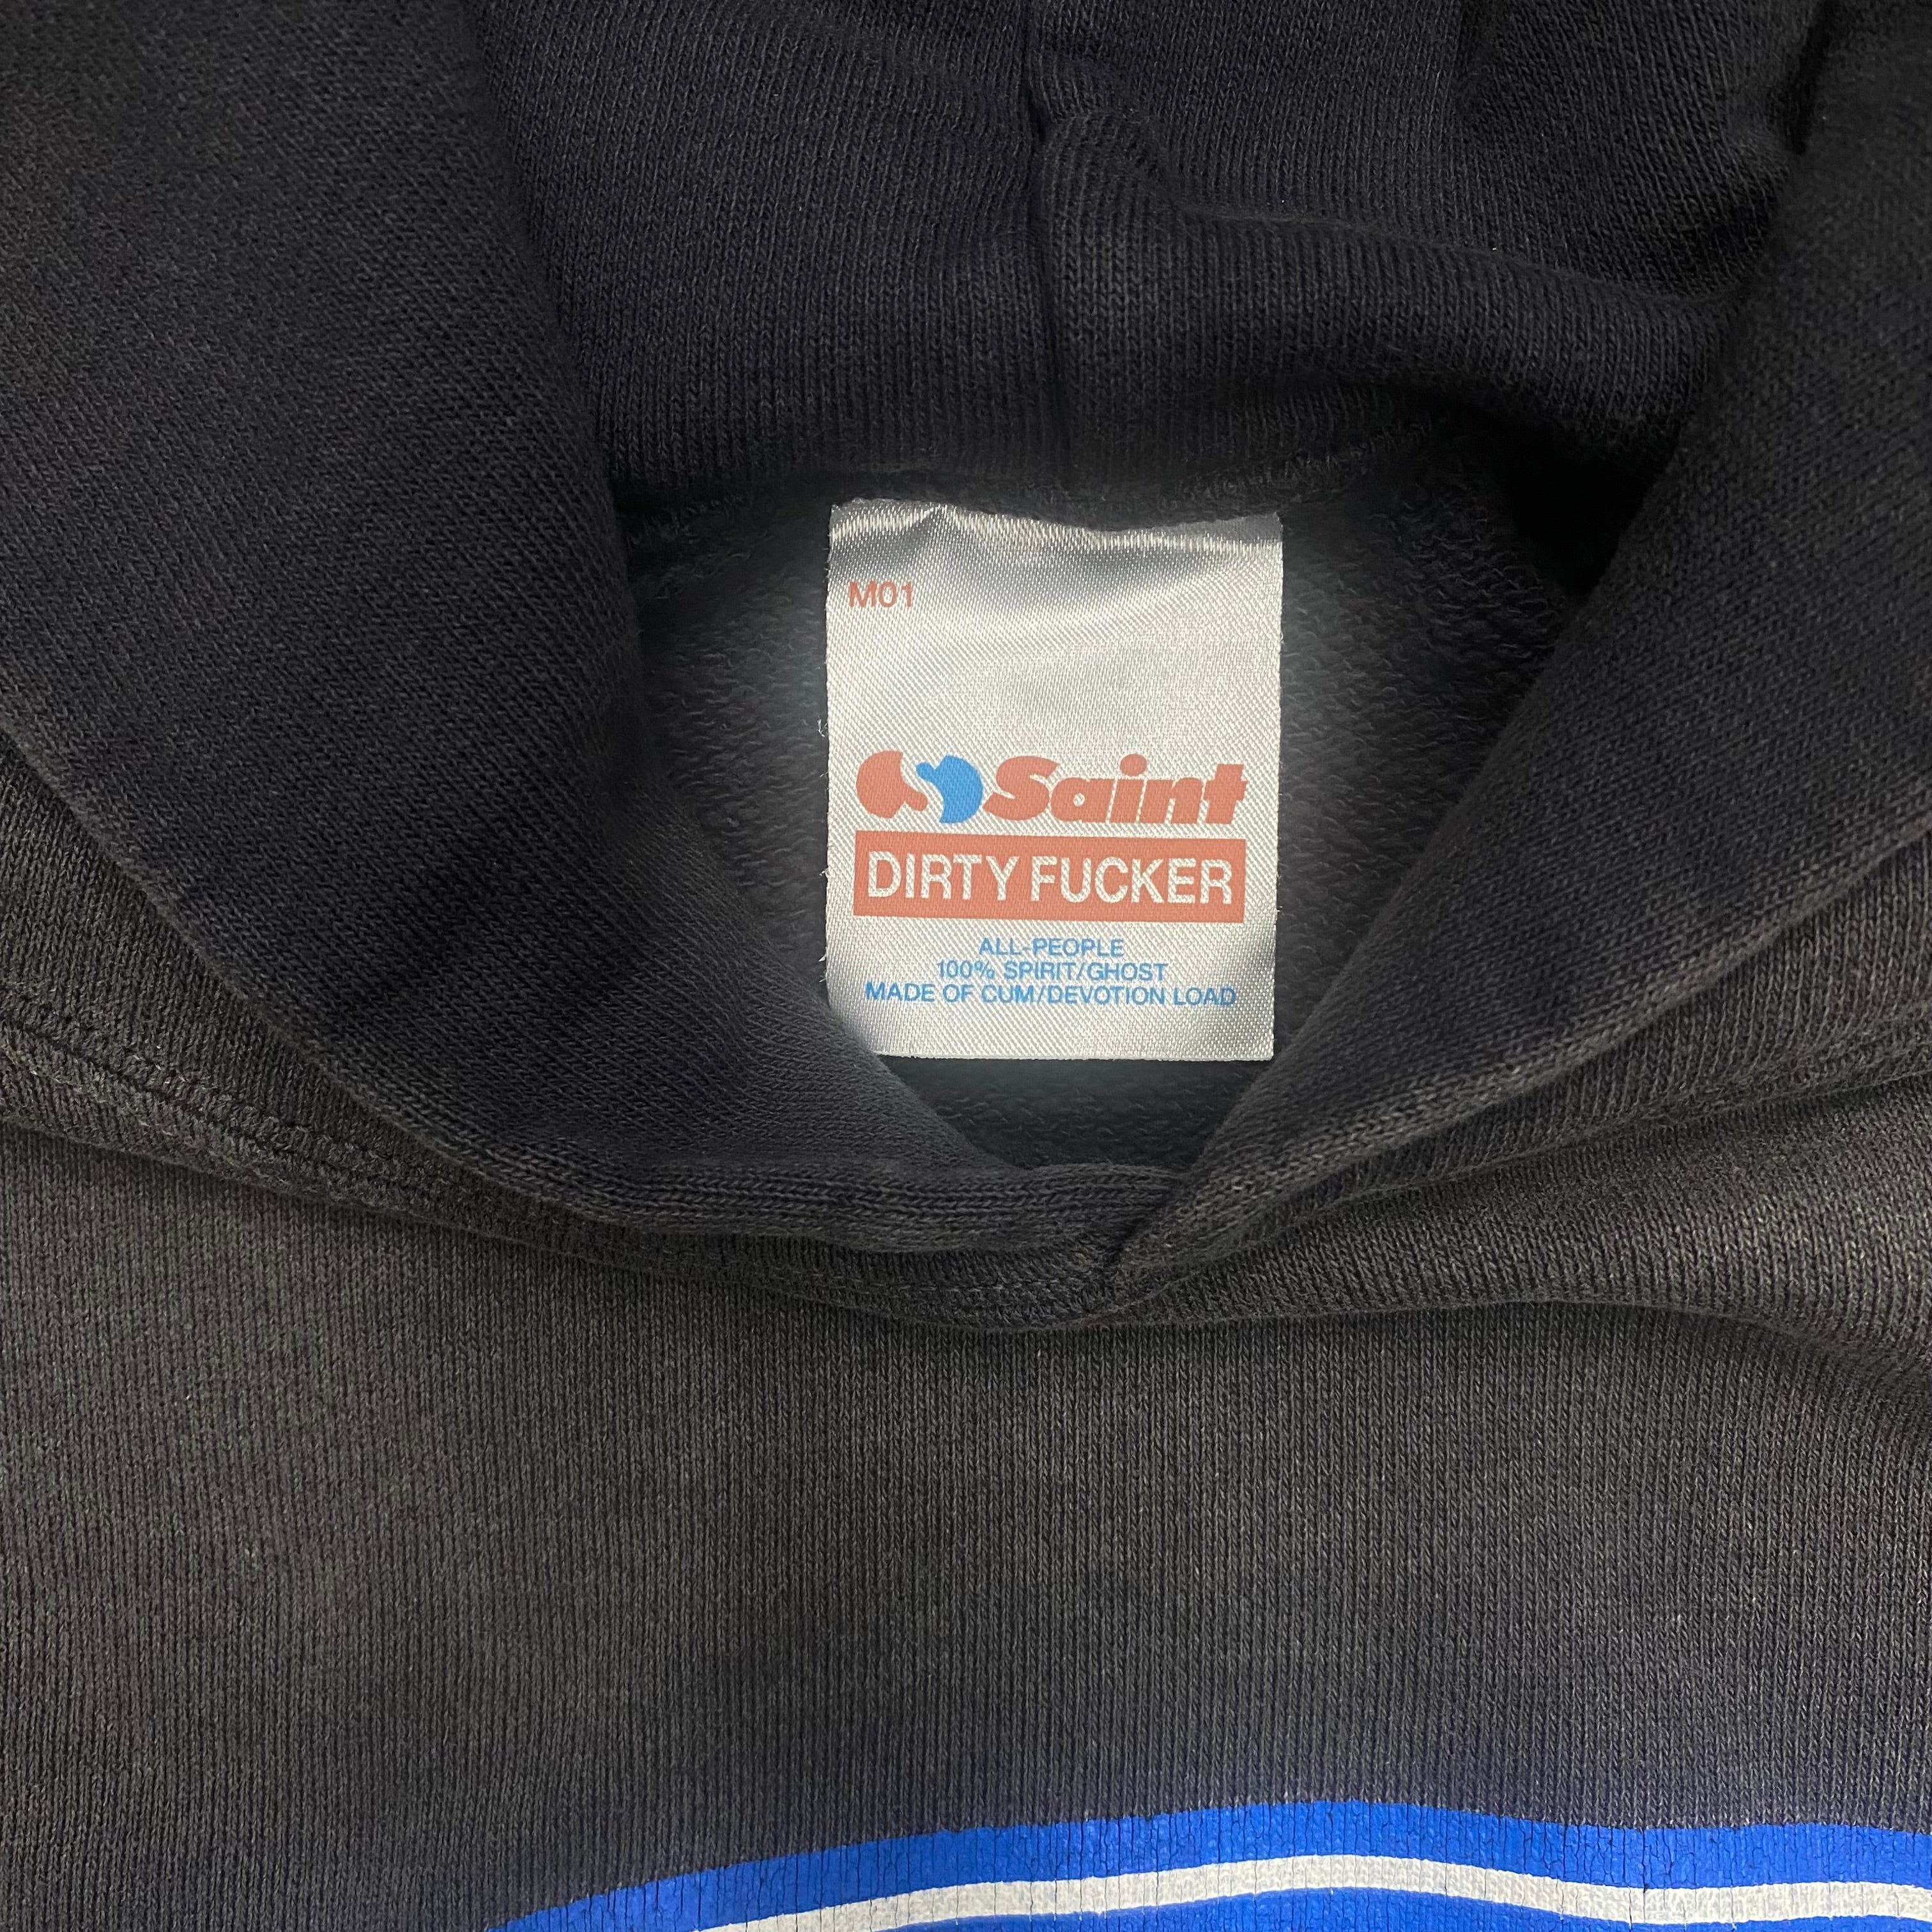 M01
Saint
DIRTY FUCKER
ALL-PEOPLE
100% SPIRIT/GHOST
MADE OF CUM/DEVOTION LOAD